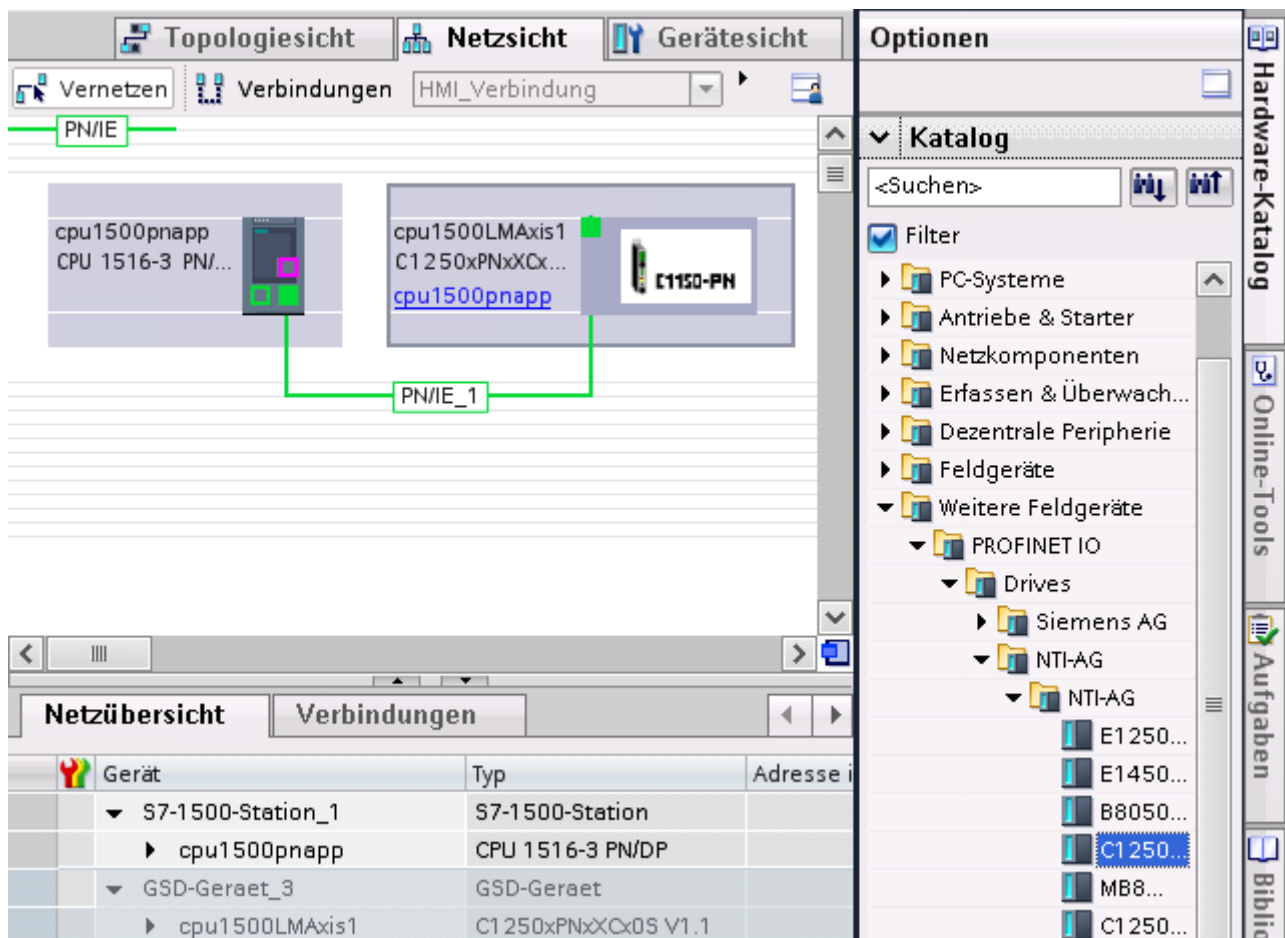 Topologiesicht
Netzsicht
Gerätesicht
Vernetzen
Verbindungen
HMI_Verbindung
PN/IE
cpu1500pnapp
CPU 1516-3 PN/...
cpu1500LMAxis1
C1250xPNxXCx...
cpu1500pnapp
C1150-PN
PN/IE_1
Netzübersicht
Verbindungen
Gerät Typ Adresse i
S7-1500-Station_1 S7-1500-Station
cpu1500pnapp CPU 1516-3 PN/DP
GSD-Geraet_3 GSD-Geraet
cpu1500LMAxis1 C1250xPNxXCx0S V1.1
Optionen
Katalog
<Suchen>
Filter
PC-Systeme
Antriebe & Starter
Netzkomponenten
Erfassen & Überwach...
Dezentrale Peripherie
Feldgeräte
Weitere Feldgeräte
PROFINET IO
Drives
Siemens AG
NTI-AG
NTI-AG
E1250...
E1450...
B8050...
C1250...
MB8...
C1250...
Hardware-Katalog
Online-Tools
Aufgaben
Biblio